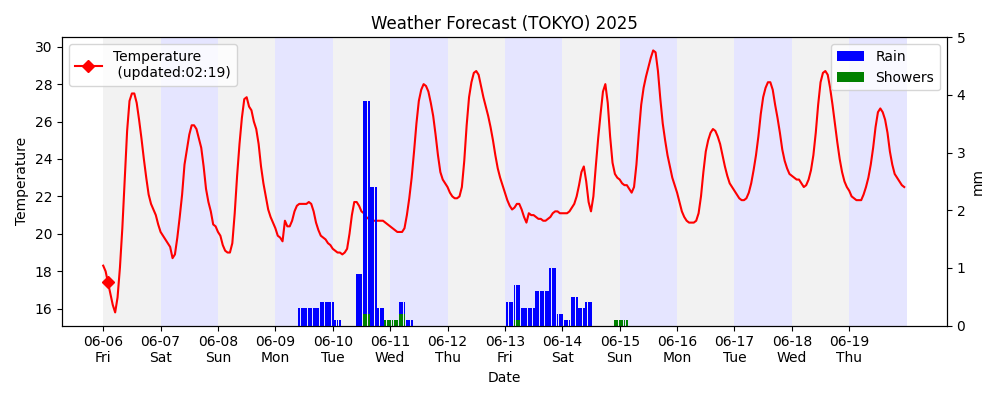 Weather Forecast (TOKYO) 2025
Temperature
(updated:02:19)
Rain
Showers
Temperature
30
28
26
24
22
20
18
16
5
4
3
2
1
0
mm
06-06 06-07 06-08 06-09 06-10 06-11 06-12 06-13 06-14 06-15 06-16 06-17 06-18 06-19
Fri Sat Sun Mon Tue Wed Thu Fri Sat Sun Mon Tue Wed Thu
Date